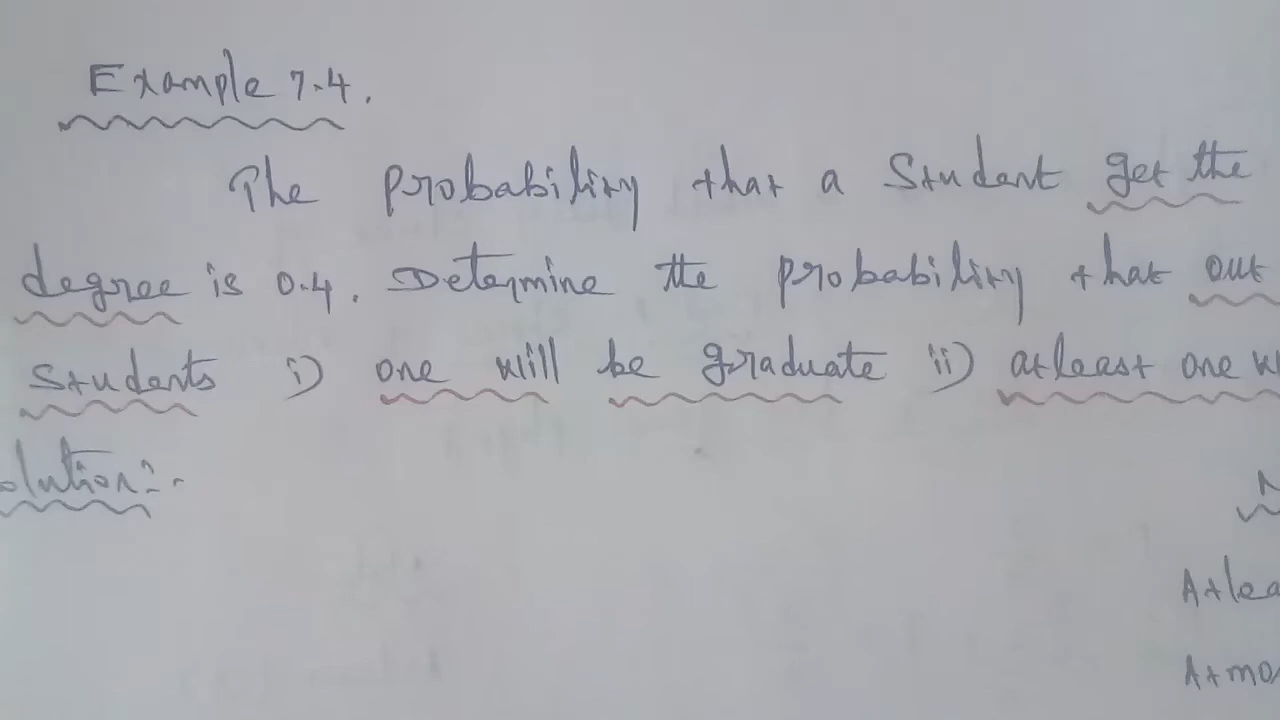 Example 7.4.
The probability that a Student get the
degree is 0.4. Determine the probability that out
Students i) one will be graduate ii) atleast one w
olution:-
Atlea
Atmo